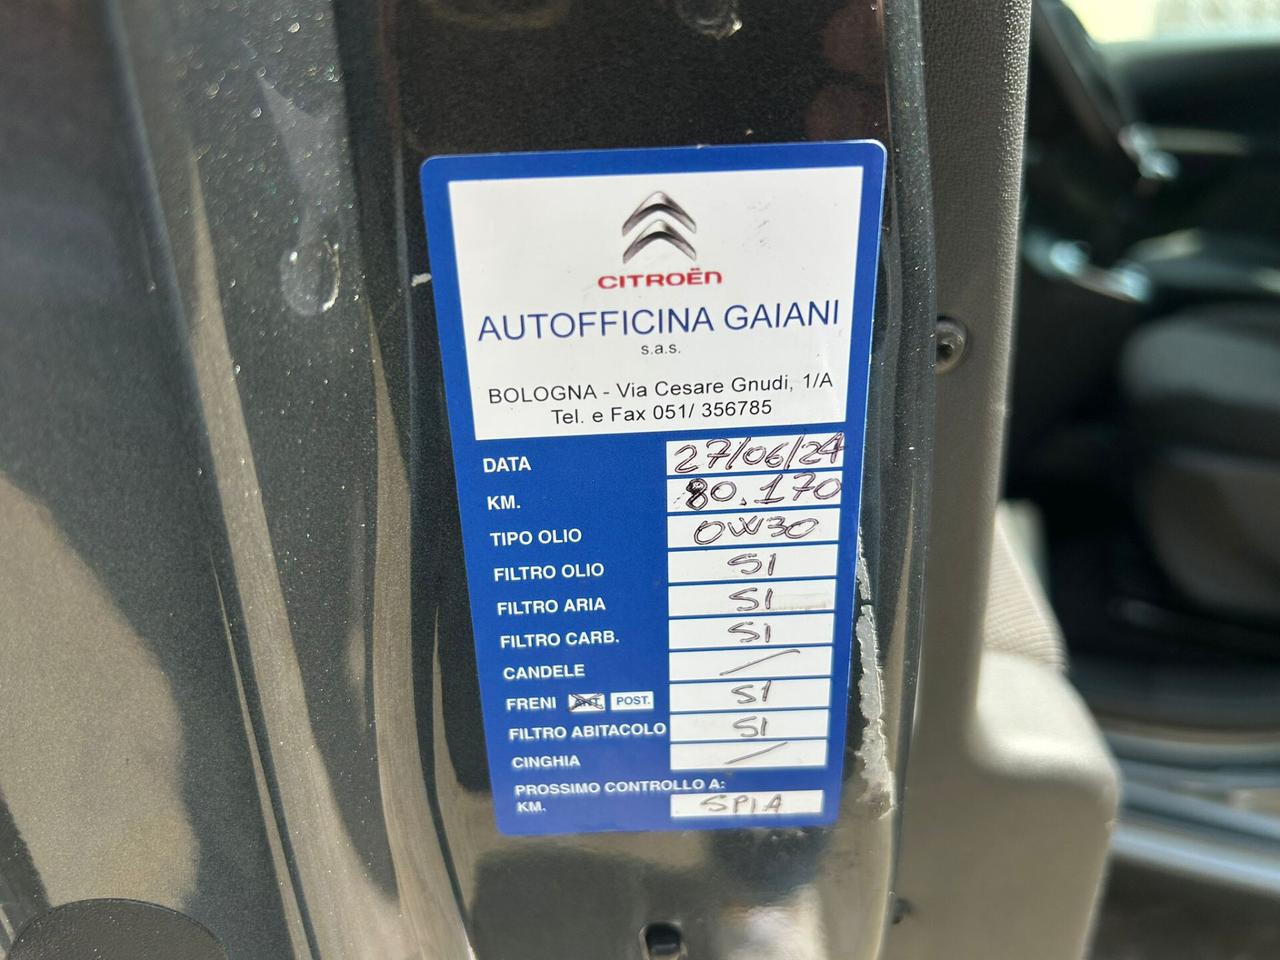 CITROËN
AUTOFFICINA GAIANI
s.a.s.
BOLOGNA - Via Cesare Gnudi, 1/A
Tel. e Fax 051/ 356785
DATA 27/06/24
KM. 80.170
TIPO OLIO 0W30
FILTRO OLIO SI
FILTRO ARIA SI
FILTRO CARB. SI
CANDELE /
FRENI ANT. POST. SI
FILTRO ABITACOLO SI
CINGHIA /
PROSSIMO CONTROLLO A:
KM. SPIA